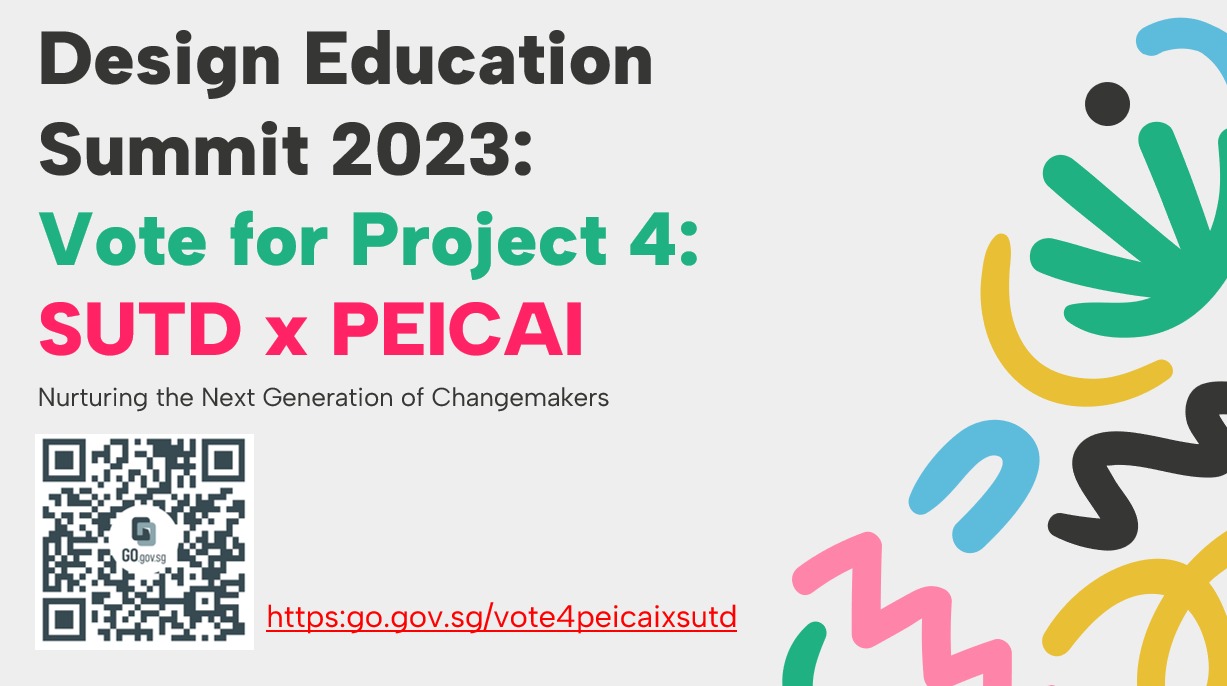 Design Education
Summit 2023:
Vote for Project 4:
SUTD x PEICAI
Nurturing the Next Generation of Changemakers
GO.gov.sg
https:go.gov.sg/vote4peicaixsutd